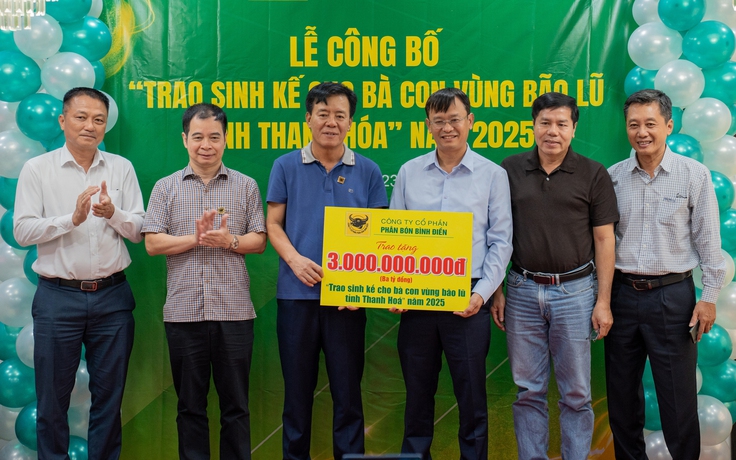 LỄ CÔNG BỐ
“TRAO SINH KẾ CHO BÀ CON VÙNG BÃO LŨ
THANH HÓA” NĂM 2025
CÔNG TY CỔ PHẦN
PHÂN BÓN BÌNH ĐIỀN
Trao tặng
3.000.000.000đ
(Ba tỷ đồng)
“Trao sinh kế cho bà con vùng bão lũ
tỉnh Thanh Hoá” năm 2025